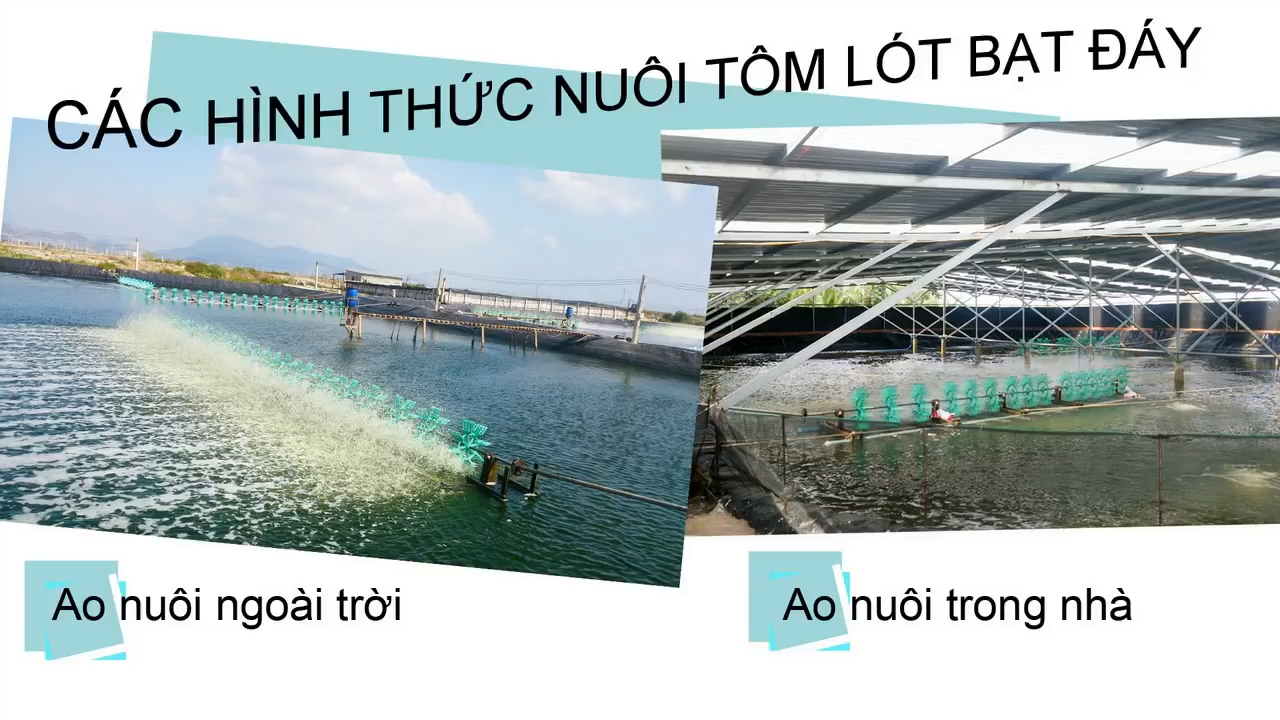 CÁC HÌNH THỨC NUÔI TÔM LÓT BẠT ĐÁY
Ao nuôi ngoài trời
Ao nuôi trong nhà